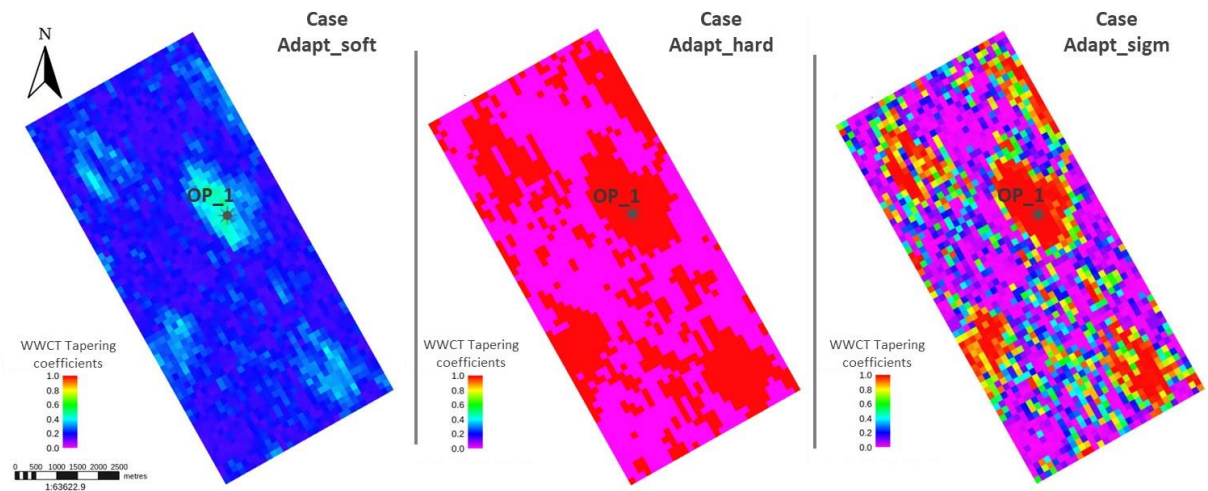 N
Case
Adapt_soft
OP_1
WWCT Tapering
coefficients
1.0
0.8
0.6
0.4
0.2
0.0
0 500 1000 1500 2000 2500
metres
1:63622.9
Case
Adapt_hard
OP_1
WWCT Tapering
coefficients
1.0
0.8
0.6
0.4
0.2
0.0
Case
Adapt_sigm
OP_1
WWCT Tapering
coefficients
1.0
0.8
0.6
0.4
0.2
0.0